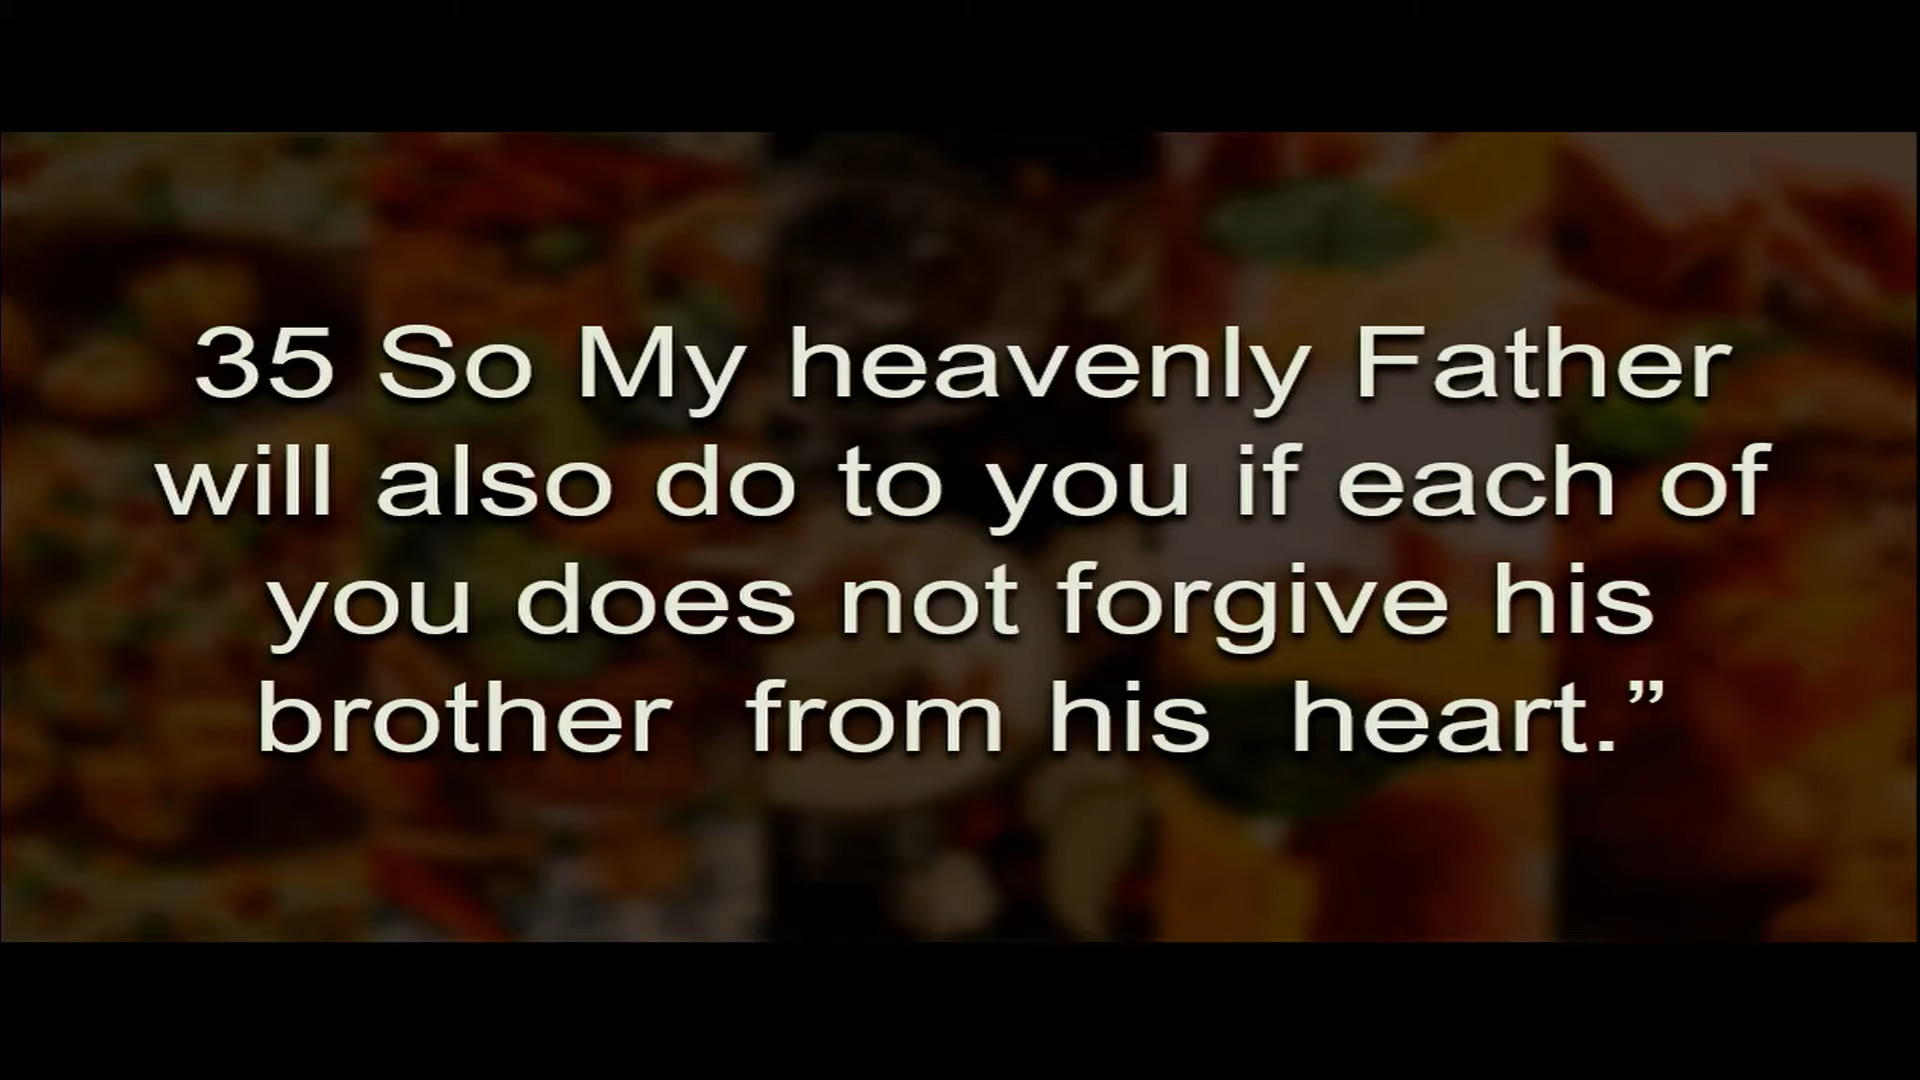 35 So My heavenly Father
will also do to you if each of
you does not forgive his
brother  from his  heart.”